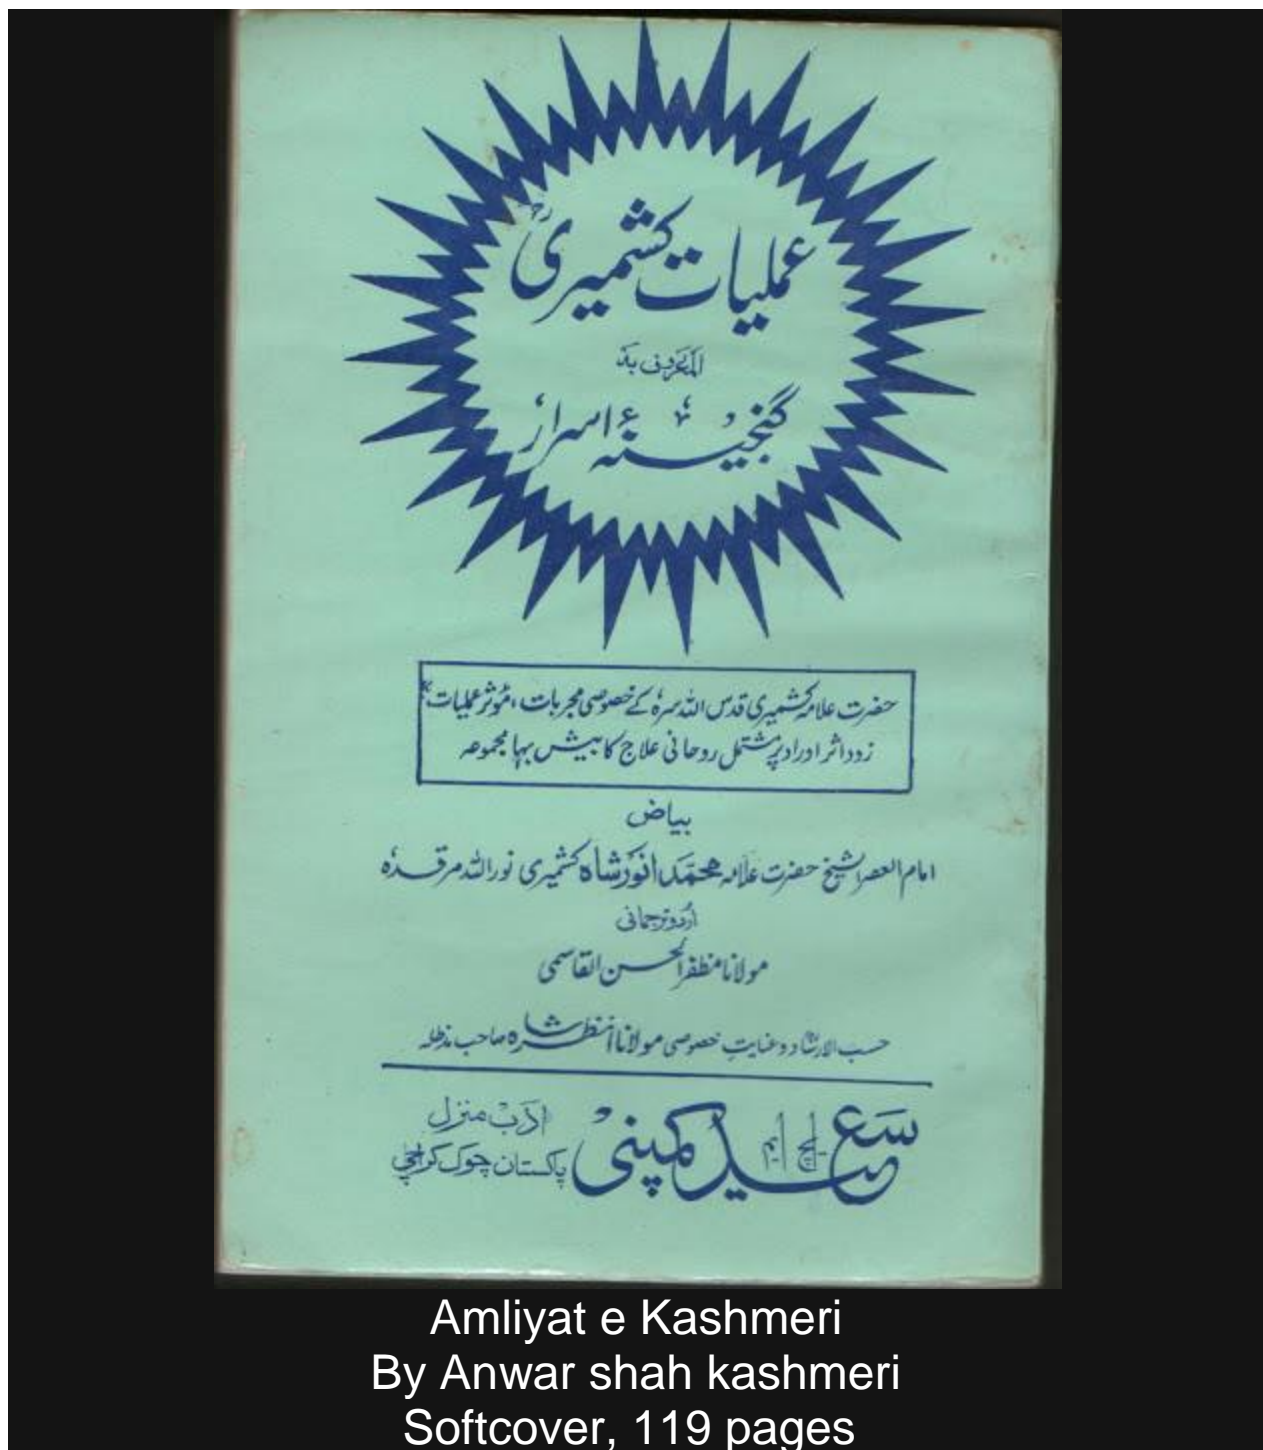 عملیات کشمیریؒ
المعروف بہ
گنجینۂ اسرار
حضرت علامہ کشمیری قدس اللہ سرہٗ کے خصوصی مجربات، مؤثر عملیات،
زود اثر اوراد پر مشتمل روحانی علاج کا بیش بہا مجموعہ
بیاض
امام العصر الشیخ حضرت علامہ محمد انور شاہ کشمیری نور اللہ مرقدہٗ
اردو ترجمانی
مولانا مظفر الحسن القاسمی
حسب الارشاد و عنایت خصوصی مولانا انظر شاہ صاحب مدظلہ
ایچ ایم سعید کمپنی
ادب منزل
پاکستان چوک کراچی
Amliyat e Kashmeri
By Anwar shah kashmeri
Softcover, 119 pages